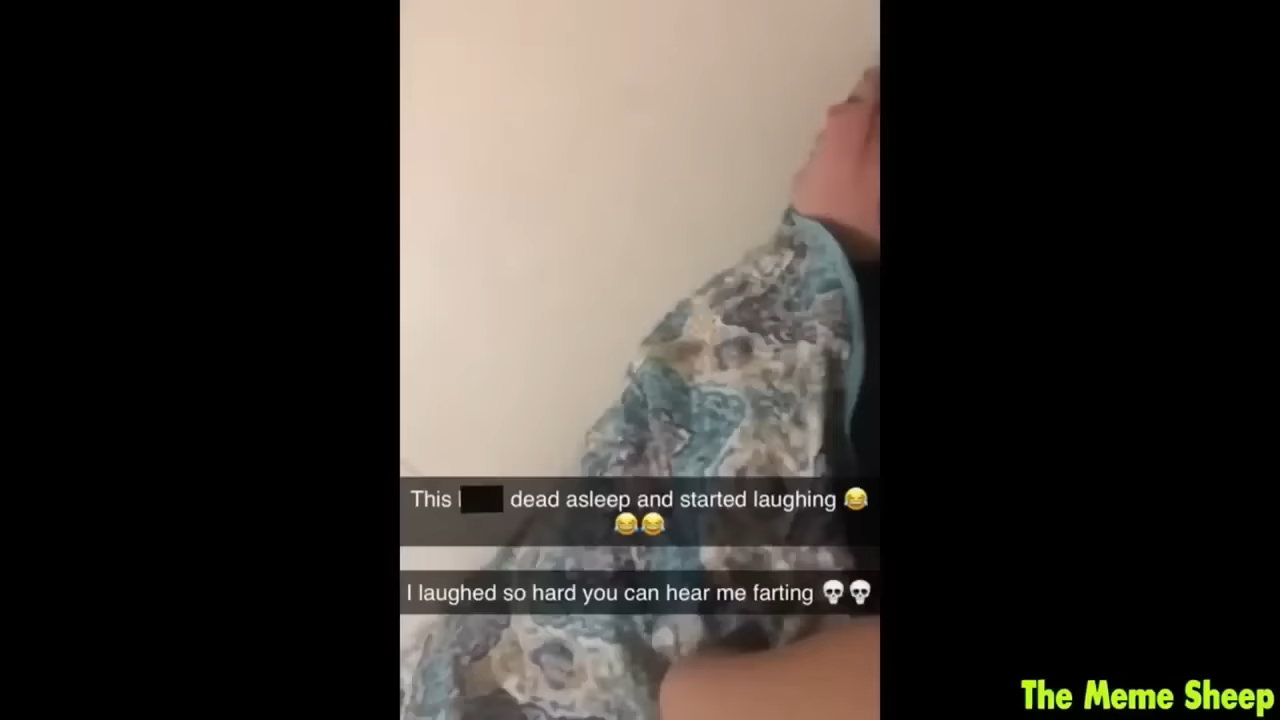 This dead asleep and started laughing 😂
😂😂
I laughed so hard you can hear me farting 💀💀
The Meme Sheep